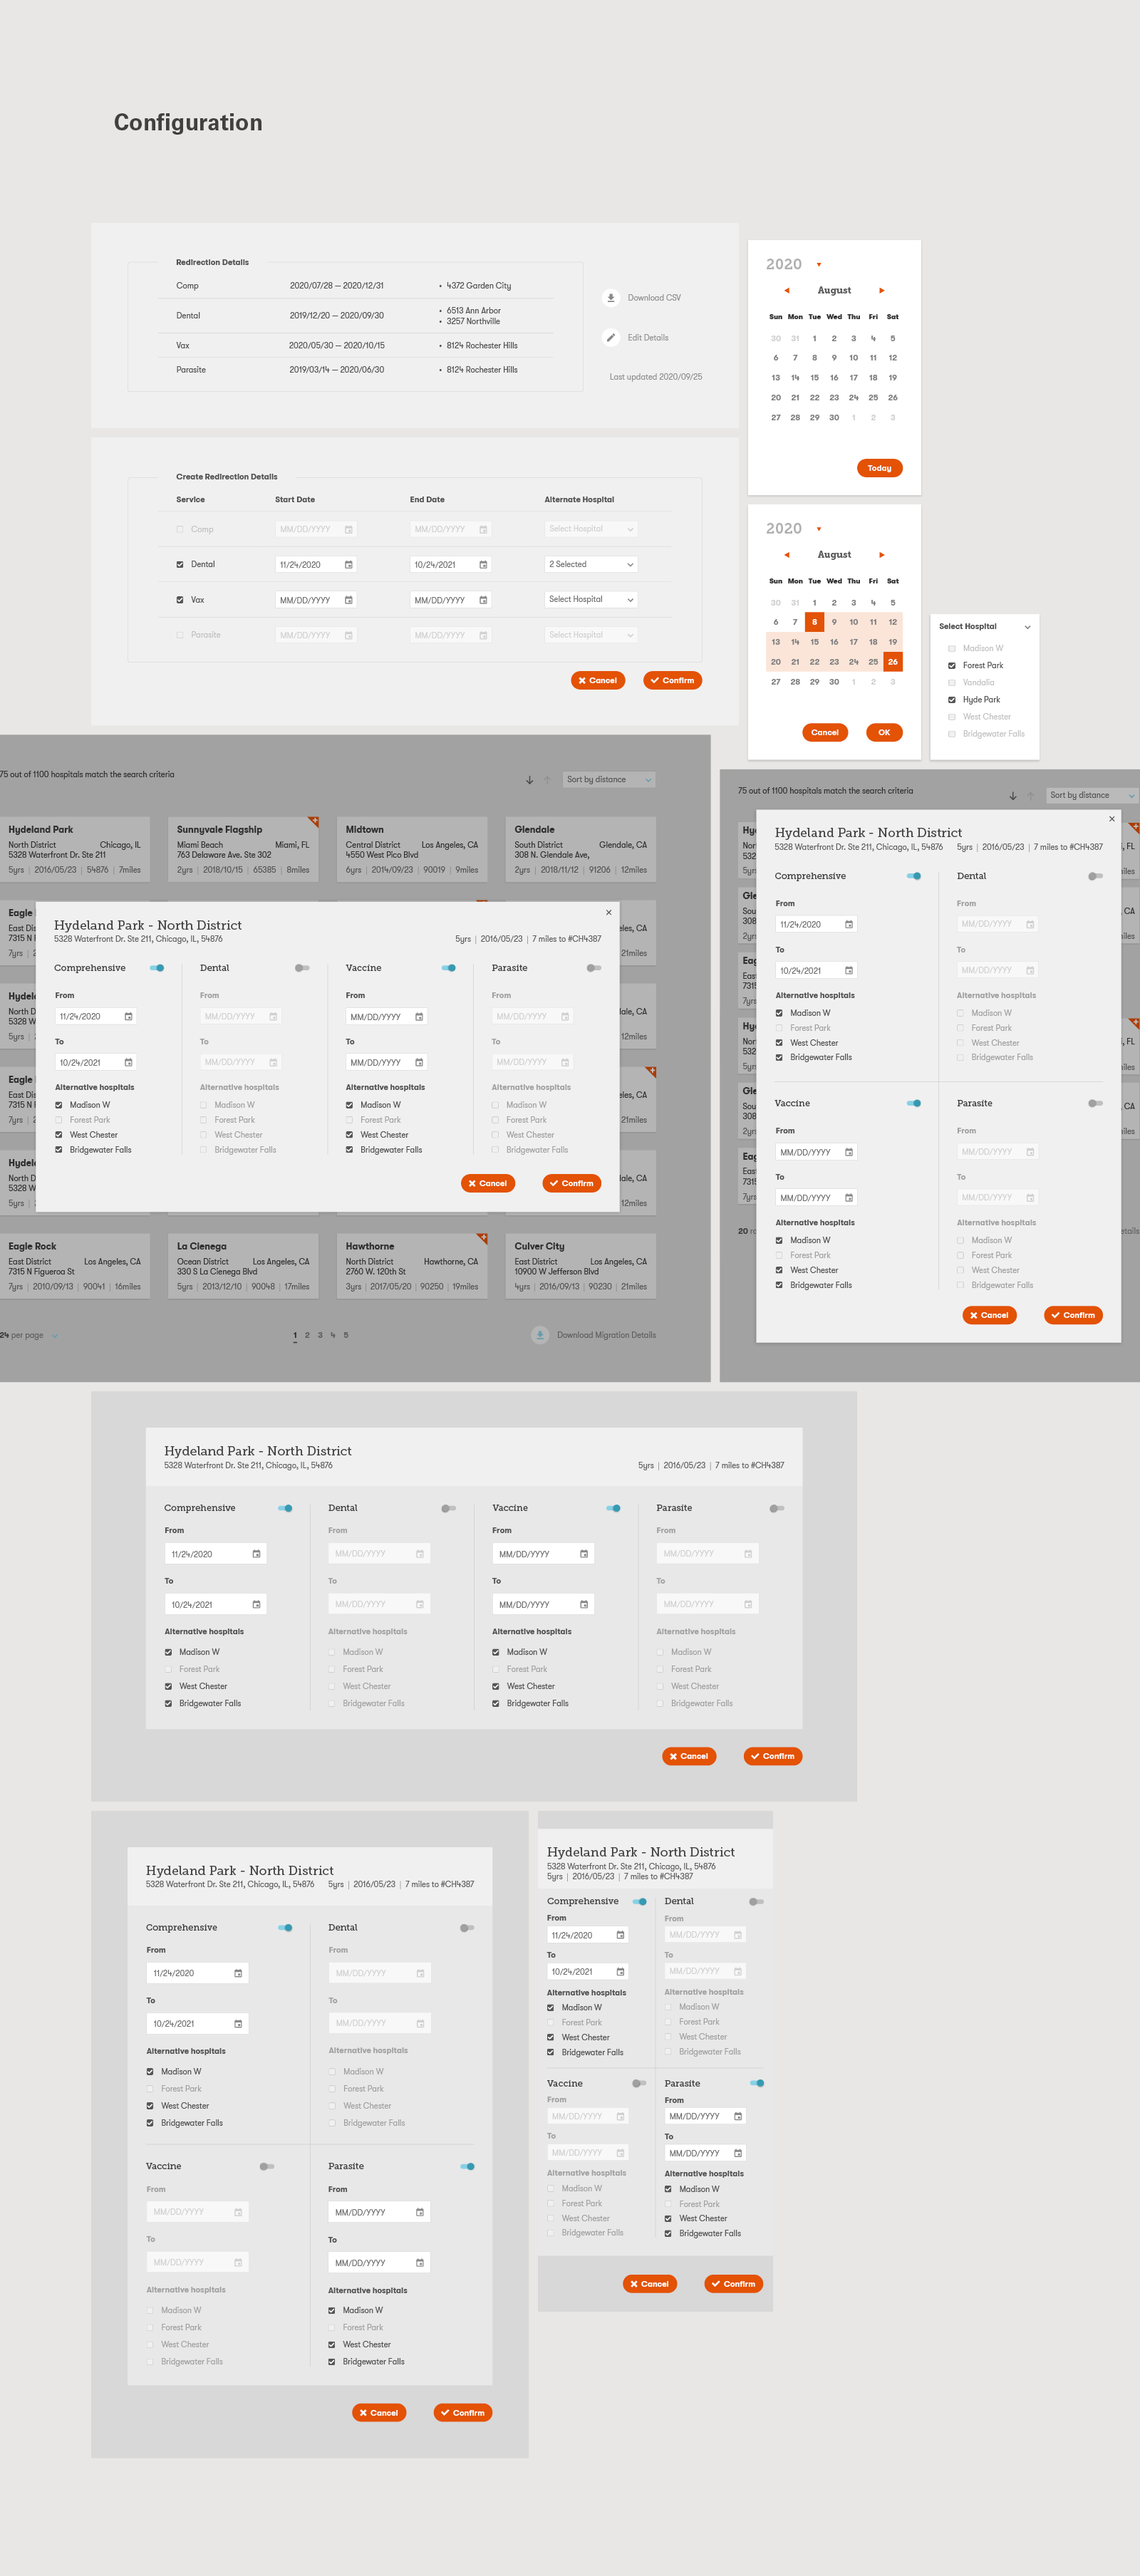 Configuration
Redirection Details
Comp 2020/07/28 — 2020/12/31 • 4372 Garden City
Dental 2019/12/20 — 2020/09/30 • 6513 Ann Arbor
• 3257 Northville
Vax 2020/05/30 — 2020/10/15 • 8124 Rochester Hills
Parasite 2019/03/14 — 2020/06/30 • 8124 Rochester Hills
Download CSV
Edit Details
Last updated 2020/09/25
2020
August
Sun Mon Tue Wed Thu Fri Sat
30 31 1 2 3 4 5
6 7 8 9 10 11 12
13 14 15 16 17 18 19
20 21 22 23 24 25 26
27 28 29 30 1 2 3
Today
Create Redirection Details
Service Start Date End Date Alternate Hospital
Comp MM/DD/YYYY MM/DD/YYYY Select Hospital
Dental 11/24/2020 10/24/2021 2 Selected
Vax MM/DD/YYYY MM/DD/YYYY Select Hospital
Parasite MM/DD/YYYY MM/DD/YYYY Select Hospital
Cancel Confirm
2020
August
Sun Mon Tue Wed Thu Fri Sat
30 31 1 2 3 4 5
6 7 8 9 10 11 12
13 14 15 16 17 18 19
20 21 22 23 24 25 26
27 28 29 30 1 2 3
Cancel OK
Select Hospital
Madison W
Forest Park
Vandalia
Hyde Park
West Chester
Bridgewater Falls
75 out of 1100 hospitals match the search criteria
Sort by distance
Hydeland Park
North District Chicago, IL
5328 Waterfront Dr. Ste 211
5yrs | 2016/05/23 | 54876 | 7miles
Sunnyvale Flagship
Miami Beach Miami, FL
763 Delaware Ave. Ste 302
2yrs | 2018/10/15 | 65385 | 8miles
Midtown
Central District Los Angeles, CA
4550 West Pico Blvd
6yrs | 2014/09/23 | 90019 | 9miles
Glendale
South District Glendale, CA
308 N. Glendale Ave,
2yrs | 2018/11/12 | 91206 | 12miles
Hydeland Park - North District
5328 Waterfront Dr. Ste 211, Chicago, IL, 54876 5yrs | 2016/05/23 | 7 miles to #CH4387
Comprehensive Dental Vaccine Parasite
From From From From
11/24/2020 MM/DD/YYYY MM/DD/YYYY MM/DD/YYYY
To To To To
10/24/2021 MM/DD/YYYY MM/DD/YYYY MM/DD/YYYY
Alternative hospitals Alternative hospitals Alternative hospitals Alternative hospitals
Madison W Madison W Madison W Madison W
Forest Park Forest Park Forest Park Forest Park
West Chester West Chester West Chester West Chester
Bridgewater Falls Bridgewater Falls Bridgewater Falls Bridgewater Falls
Cancel Confirm
Eagle Rock
East District Los Angeles, CA
7315 N Figueroa St
7yrs | 2010/09/13 | 90041 | 16miles
La Cienega
Ocean District Los Angeles, CA
330 S La Cienega Blvd
5yrs | 2013/12/10 | 90048 | 17miles
Hawthorne
North District Hawthorne, CA
2760 W. 120th St
3yrs | 2017/05/20 | 90250 | 19miles
Culver City
East District Los Angeles, CA
10900 W Jefferson Blvd
4yrs | 2016/09/13 | 90230 | 21miles
24 per page
1 2 3 4 5
Download Migration Details
75 out of 1100 hospitals match the search criteria
Sort by distance
Hydeland Park - North District
5328 Waterfront Dr. Ste 211, Chicago, IL, 54876 5yrs | 2016/05/23 | 7 miles to #CH4387
Comprehensive Dental
From From
11/24/2020 MM/DD/YYYY
To To
10/24/2021 MM/DD/YYYY
Alternative hospitals Alternative hospitals
Madison W Madison W
Forest Park Forest Park
West Chester West Chester
Bridgewater Falls Bridgewater Falls
Vaccine Parasite
From From
MM/DD/YYYY MM/DD/YYYY
To To
MM/DD/YYYY MM/DD/YYYY
Alternative hospitals Alternative hospitals
Madison W Madison W
Forest Park Forest Park
West Chester West Chester
Bridgewater Falls Bridgewater Falls
Cancel Confirm
Hydeland Park - North District
5328 Waterfront Dr. Ste 211, Chicago, IL, 54876 5yrs | 2016/05/23 | 7 miles to #CH4387
Comprehensive Dental Vaccine Parasite
From From From From
11/24/2020 MM/DD/YYYY MM/DD/YYYY MM/DD/YYYY
To To To To
10/24/2021 MM/DD/YYYY MM/DD/YYYY MM/DD/YYYY
Alternative hospitals Alternative hospitals Alternative hospitals Alternative hospitals
Madison W Madison W Madison W Madison W
Forest Park Forest Park Forest Park Forest Park
West Chester West Chester West Chester West Chester
Bridgewater Falls Bridgewater Falls Bridgewater Falls Bridgewater Falls
Cancel Confirm
Hydeland Park - North District
5328 Waterfront Dr. Ste 211, Chicago, IL, 54876 5yrs | 2016/05/23 | 7 miles to #CH4387
Comprehensive Dental
From From
11/24/2020 MM/DD/YYYY
To To
10/24/2021 MM/DD/YYYY
Alternative hospitals Alternative hospitals
Madison W Madison W
Forest Park Forest Park
West Chester West Chester
Bridgewater Falls Bridgewater Falls
Vaccine Parasite
From From
MM/DD/YYYY MM/DD/YYYY
To To
MM/DD/YYYY MM/DD/YYYY
Alternative hospitals Alternative hospitals
Madison W Madison W
Forest Park Forest Park
West Chester West Chester
Bridgewater Falls Bridgewater Falls
Cancel Confirm
Hydeland Park - North District
5328 Waterfront Dr. Ste 211, Chicago, IL, 54876
5yrs | 2016/05/23 | 7 miles to #CH4387
Comprehensive Dental
From From
11/24/2020 MM/DD/YYYY
To To
10/24/2021 MM/DD/YYYY
Alternative hospitals Alternative hospitals
Madison W Madison W
Forest Park Forest Park
West Chester West Chester
Bridgewater Falls Bridgewater Falls
Vaccine Parasite
From From
MM/DD/YYYY MM/DD/YYYY
To To
MM/DD/YYYY MM/DD/YYYY
Alternative hospitals Alternative hospitals
Madison W Madison W
Forest Park Forest Park
West Chester West Chester
Bridgewater Falls Bridgewater Falls
Cancel Confirm